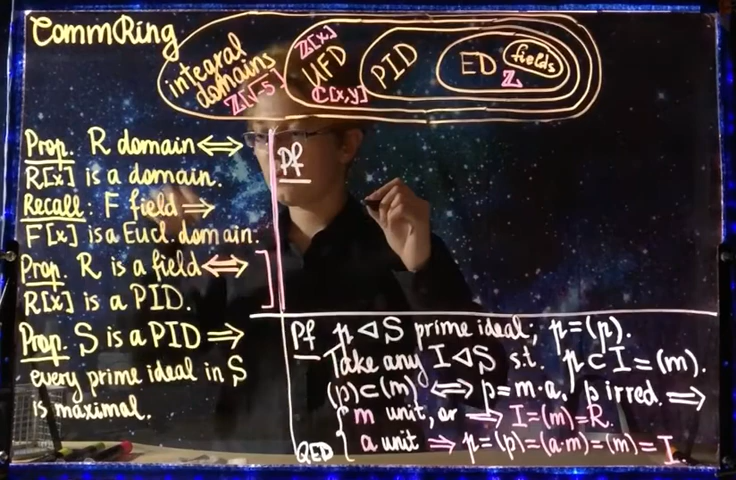 CommRing
integral domains
Z[√-5]
UFD
Z[x]
C[x,y]
PID
ED
Z
fields
Prop. R domain ⟺
R[x] is a domain.
Recall: F field ⟹
F[x] is a Eucl. domain.
Prop. R is a field ⟺
R[x] is a PID.
Prop. S is a PID ⟹
every prime ideal in S
is maximal.
Pf
Pf 𝔭 ◁ S prime ideal; 𝔭=(p).
Take any I ◁ S s.t. 𝔭 ⊂ I = (m).
(p)⊂(m) ⟺ p=m·a. p irred. ⟹
{ m unit, or ⟹ I=(m)=R.
a unit ⟹ 𝔭=(p)=(a·m)=(m)=I.
QED